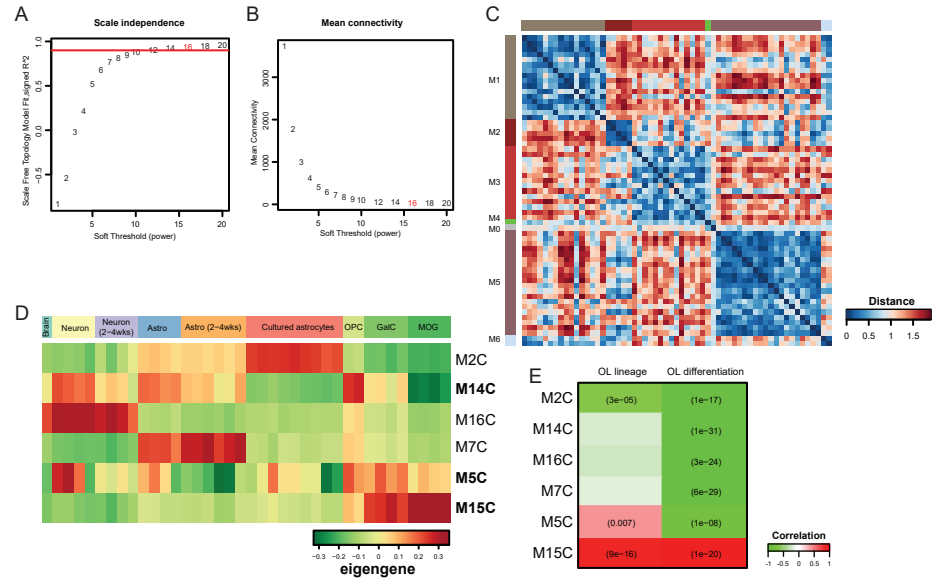 A
Scale independence
Scale Free Topology Model Fit,signed R^2
1.0
0.5
0.0
−0.5
1
2
3
4
5
6
7
8
9
10
12
14
16
18
20
5
10
15
20
Soft Threshold (power)
B
Mean connectivity
Mean Connectivity
3000
2000
1000
0
1
2
3
4
5
6
7
8
9
10
12
14
16
18
20
5
10
15
20
Soft Threshold (power)
C
M1
M2
M3
M4
M0
M5
M6
Distance
0 0.5 1 1.5
D
Brain
Neuron
Neuron
(2−4wks)
Astro
Astro (2−4wks)
Cultured astrocytes
OPC
GalC
MOG
M2C
M14C
M16C
M7C
M5C
M15C
−0.3 −0.2 −0.1 0 0.1 0.2 0.3
eigengene
E
OL lineage OL differentiation
M2C (3e−05) (1e−17)
M14C (1e−31)
M16C (3e−24)
M7C (6e−29)
M5C (0.007) (1e−08)
M15C (9e−16) (1e−20)
Correlation
-1 -0.5 0 0.5 1